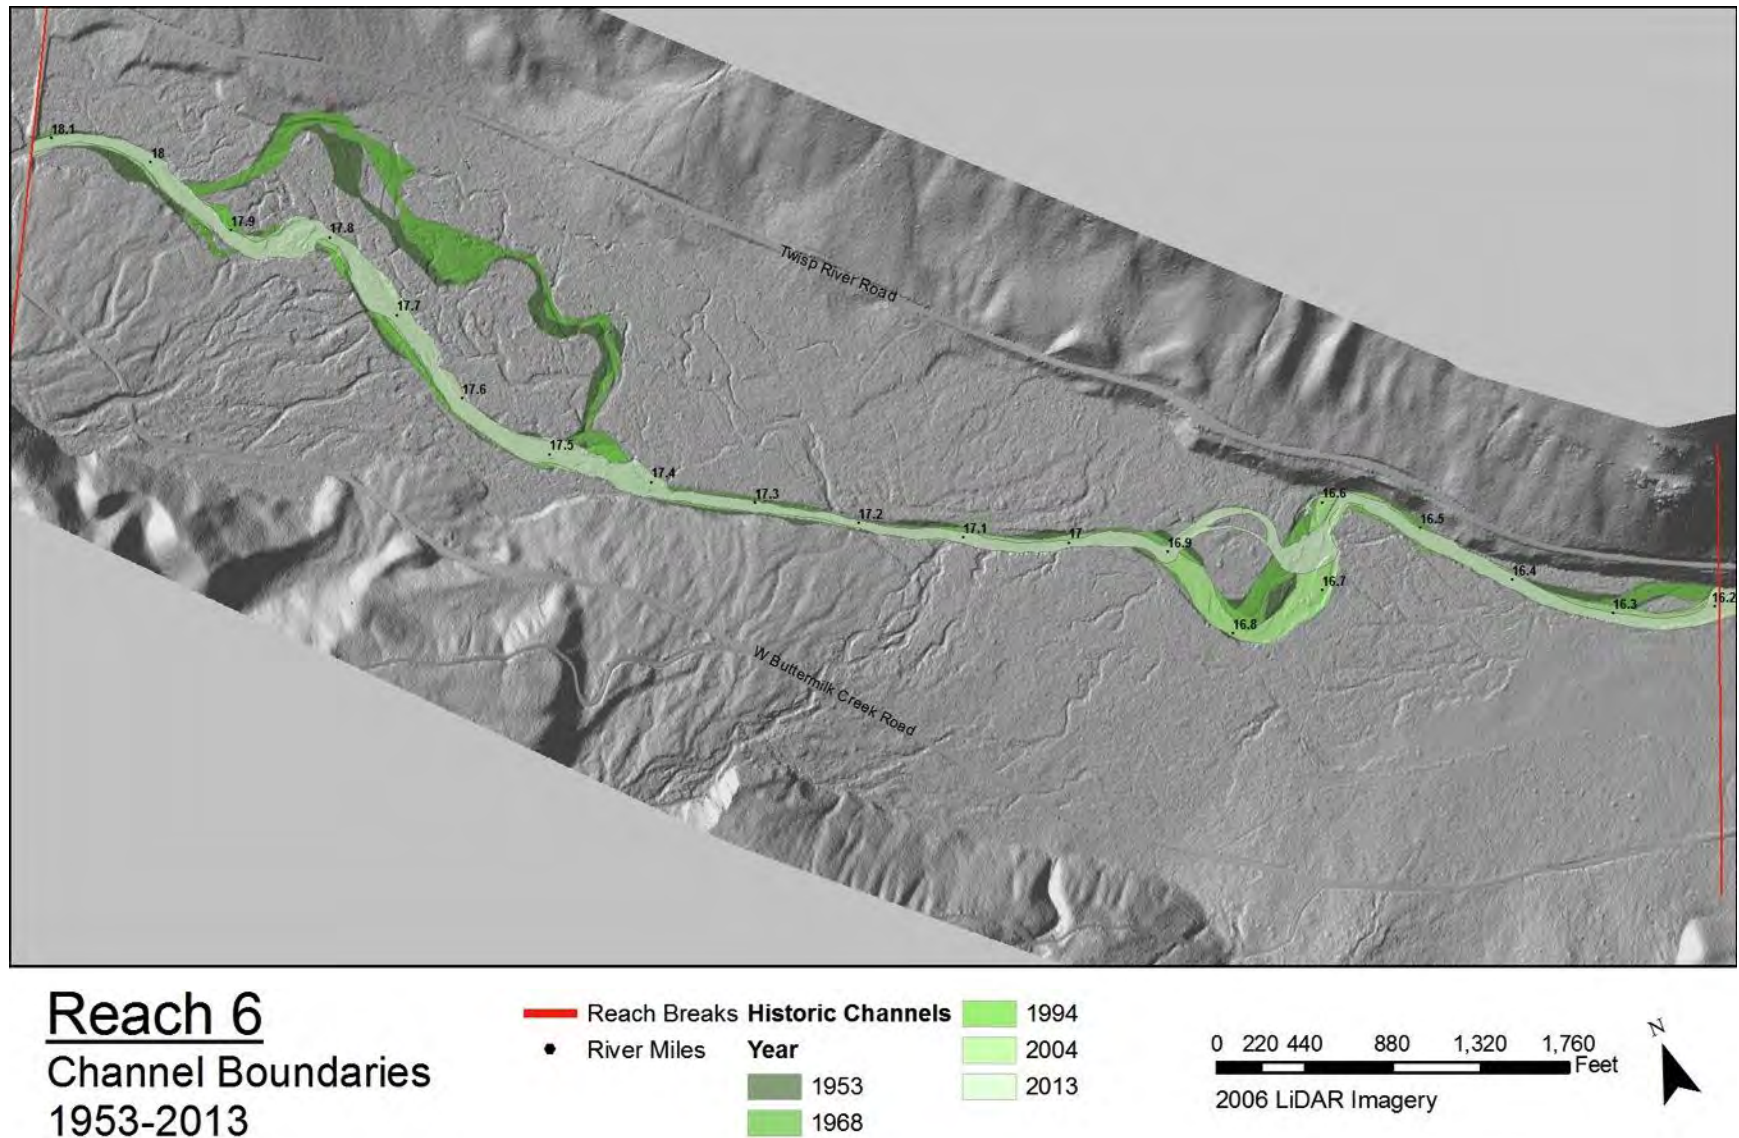 18.1
18
17.9
17.8
17.7
17.6
17.5
17.4
17.3
17.2
17.1
17
16.9
16.8
16.7
16.6
16.5
16.4
16.3
16.2
Twisp River Road
W Buttermilk Creek Road
Reach 6
Channel Boundaries
1953-2013
Reach Breaks
River Miles
Historic Channels
Year
1953
1968
1994
2004
2013
0 220 440 880 1,320 1,760
Feet
2006 LiDAR Imagery
N